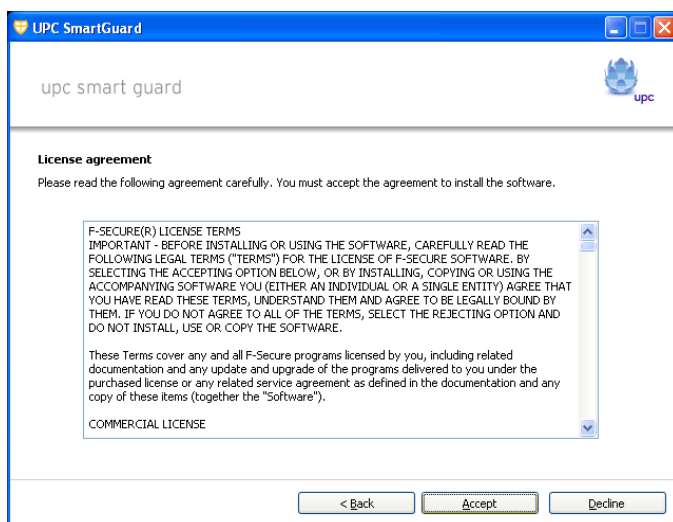 UPC SmartGuard
upc smart guard
upc
License agreement
Please read the following agreement carefully. You must accept the agreement to install the software.
F-SECURE(R) LICENSE TERMS
IMPORTANT - BEFORE INSTALLING OR USING THE SOFTWARE, CAREFULLY READ THE
FOLLOWING LEGAL TERMS ("TERMS") FOR THE LICENSE OF F-SECURE SOFTWARE. BY
SELECTING THE ACCEPTING OPTION BELOW, OR BY INSTALLING, COPYING OR USING THE
ACCOMPANYING SOFTWARE YOU (EITHER AN INDIVIDUAL OR A SINGLE ENTITY) AGREE THAT
YOU HAVE READ THESE TERMS, UNDERSTAND THEM AND AGREE TO BE LEGALLY BOUND BY
THEM. IF YOU DO NOT AGREE TO ALL OF THE TERMS, SELECT THE REJECTING OPTION AND
DO NOT INSTALL, USE OR COPY THE SOFTWARE.
These Terms cover any and all F-Secure programs licensed by you, including related
documentation and any update and upgrade of the programs delivered to you under the
purchased license or any related service agreement as defined in the documentation and any
copy of these items (together the "Software").
COMMERCIAL LICENSE
< Back
Accept
Decline